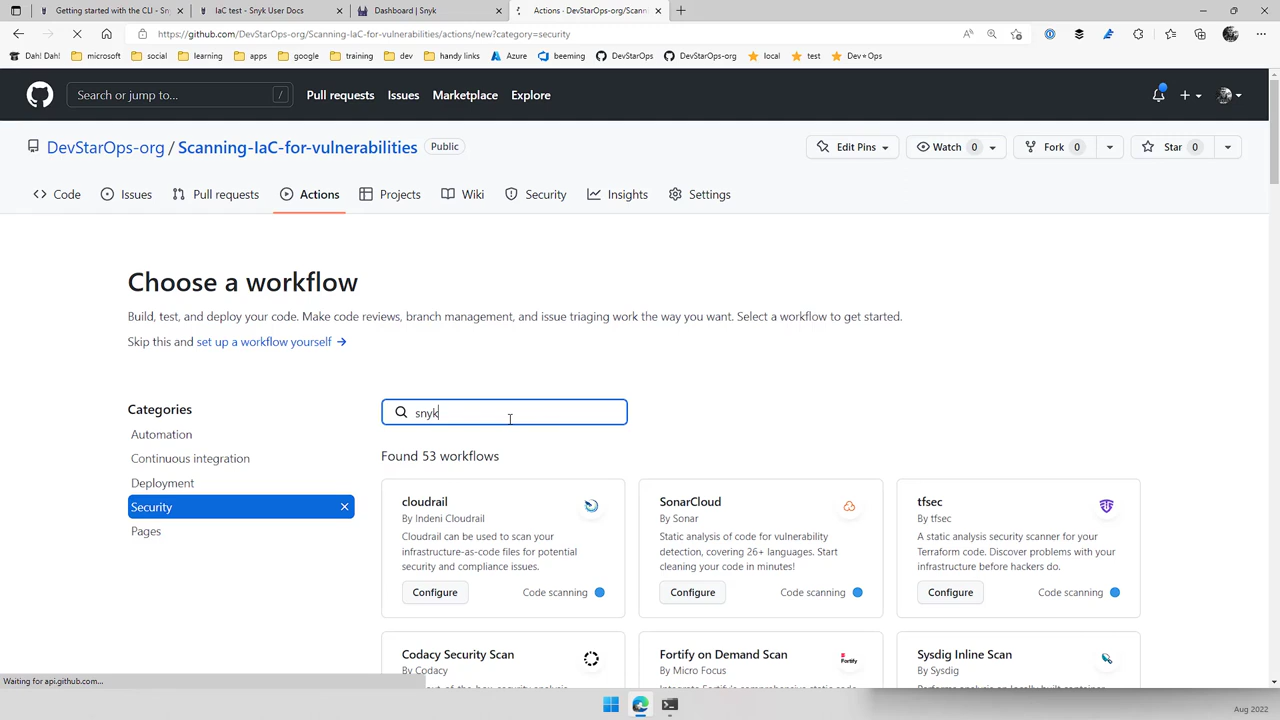 Getting started with the CLI - Sn
IaC test - Snyk User Docs
Dashboard | Snyk
Actions · DevStarOps-org/Scann
https://github.com/DevStarOps-org/Scanning-IaC-for-vulnerabilities/actions/new?category=security
Dah! Dah!
microsoft
social
learning
apps
google
training
dev
handy links
Azure
beeming
DevStarOps
DevStarOps-org
local
test
Dev⭐Ops
Search or jump to...
/
Pull requests
Issues
Marketplace
Explore
DevStarOps-org / Scanning-IaC-for-vulnerabilities
Public
Edit Pins
Watch 0
Fork 0
Star 0
Code
Issues
Pull requests
Actions
Projects
Wiki
Security
Insights
Settings
Choose a workflow
Build, test, and deploy your code. Make code reviews, branch management, and issue triaging work the way you want. Select a workflow to get started.
Skip this and set up a workflow yourself →
Categories
Automation
Continuous integration
Deployment
Security
Pages
snyk
Found 53 workflows
cloudrail
By Indeni Cloudrail
Cloudrail can be used to scan your
infrastructure-as-code files for potential
security and compliance issues.
Configure
Code scanning
SonarCloud
By Sonar
Static analysis of code for vulnerability
detection, covering 26+ languages. Start
cleaning your code in minutes!
Configure
Code scanning
tfsec
By tfsec
A static analysis security scanner for your
Terraform code. Discover problems with your
infrastructure before hackers do.
Configure
Code scanning
Codacy Security Scan
By Codacy
Fortify on Demand Scan
By Micro Focus
Fortify
Sysdig Inline Scan
By Sysdig
Waiting for api.github.com...
Aug 2022